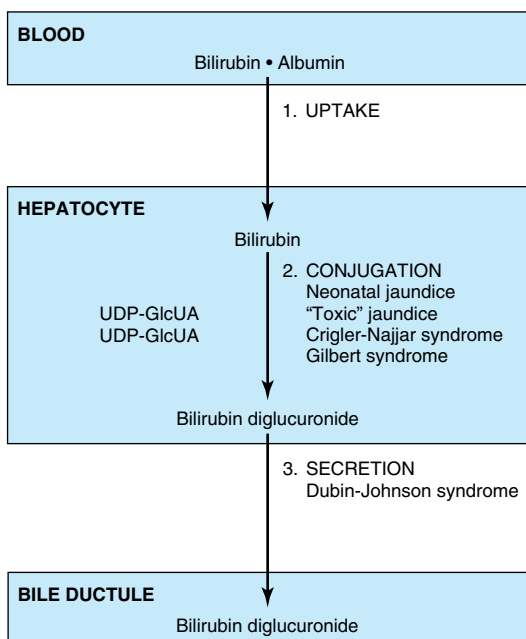 BLOOD
Bilirubin • Albumin
1. UPTAKE
HEPATOCYTE
Bilirubin
2. CONJUGATION
Neonatal jaundice
“Toxic” jaundice
Crigler-Najjar syndrome
Gilbert syndrome
UDP-GlcUA
UDP-GlcUA
Bilirubin diglucuronide
3. SECRETION
Dubin-Johnson syndrome
BILE DUCTULE
Bilirubin diglucuronide